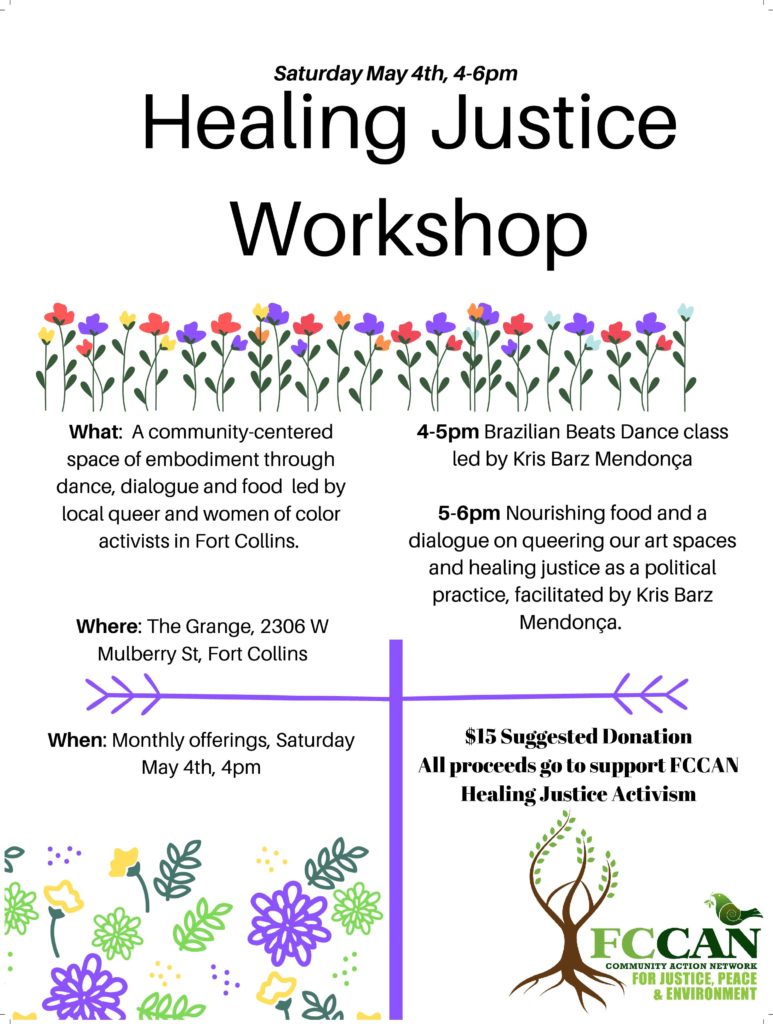 Saturday May 4th, 4-6pm
Healing Justice
Workshop
What: A community-centered
space of embodiment through
dance, dialogue and food led by
local queer and women of color
activists in Fort Collins.
Where: The Grange, 2306 W
Mulberry St, Fort Collins
When: Monthly offerings, Saturday
May 4th, 4pm
4-5pm Brazilian Beats Dance class
led by Kris Barz Mendonça
5-6pm Nourishing food and a
dialogue on queering our art spaces
and healing justice as a political
practice, facilitated by Kris Barz
Mendonça.
$15 Suggested Donation
All proceeds go to support FCCAN
Healing Justice Activism
FCCAN
COMMUNITY ACTION NETWORK
FOR JUSTICE, PEACE
& ENVIRONMENT